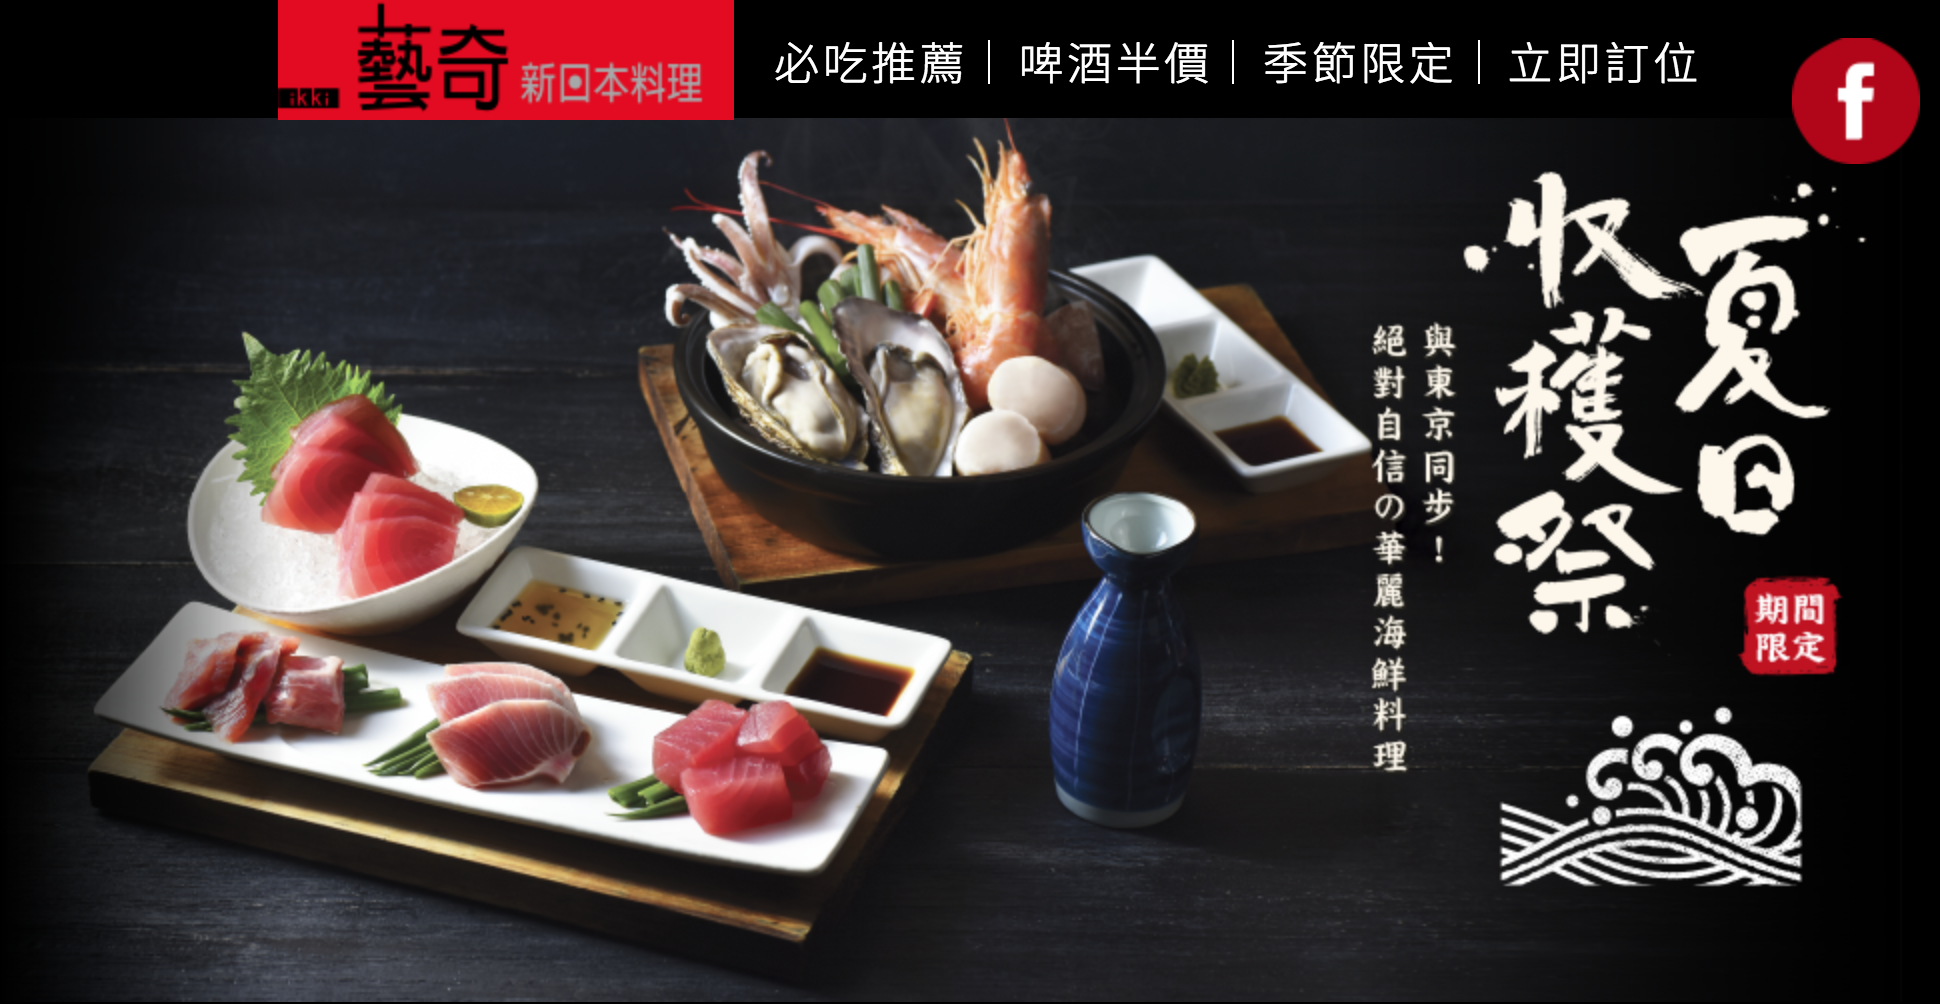 藝奇
ikki
新日本料理
必吃推薦
啤酒半價
季節限定
立即訂位
f
夏日
収穫祭
期間
限定
與東京同步！
絕對自信の華麗海鮮料理